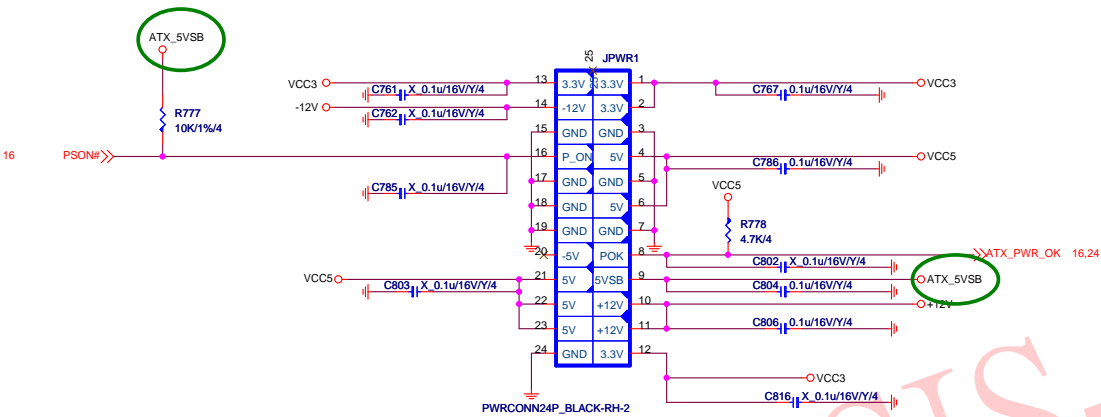 ATX_5VSB
R777
10K/1%/4
16 PSON#
VCC3
-12V
C761 X_0.1u/16V/Y/4
C762 X_0.1u/16V/Y/4
C785 X_0.1u/16V/Y/4
VCC5
C803 X_0.1u/16V/Y/4
25
JPWR1
13 3.3V 3.3V 1
14 -12V 3.3V 2
15 GND GND 3
16 P_ON 5V 4
17 GND GND 5
18 GND 5V 6
19 GND GND 7
20 -5V POK 8
21 5V 5VSB 9
22 5V +12V 10
23 5V +12V 11
24 GND 3.3V 12
PWRCONN24P_BLACK-RH-2
VCC3
C767 0.1u/16V/Y/4
VCC5
C786 0.1u/16V/Y/4
VCC5
R778
4.7K/4
ATX_PWR_OK 16,24
C802 X_0.1u/16V/Y/4
ATX_5VSB
C804 0.1u/16V/Y/4
+12V
C806 0.1u/16V/Y/4
VCC3
C816 X_0.1u/16V/Y/4